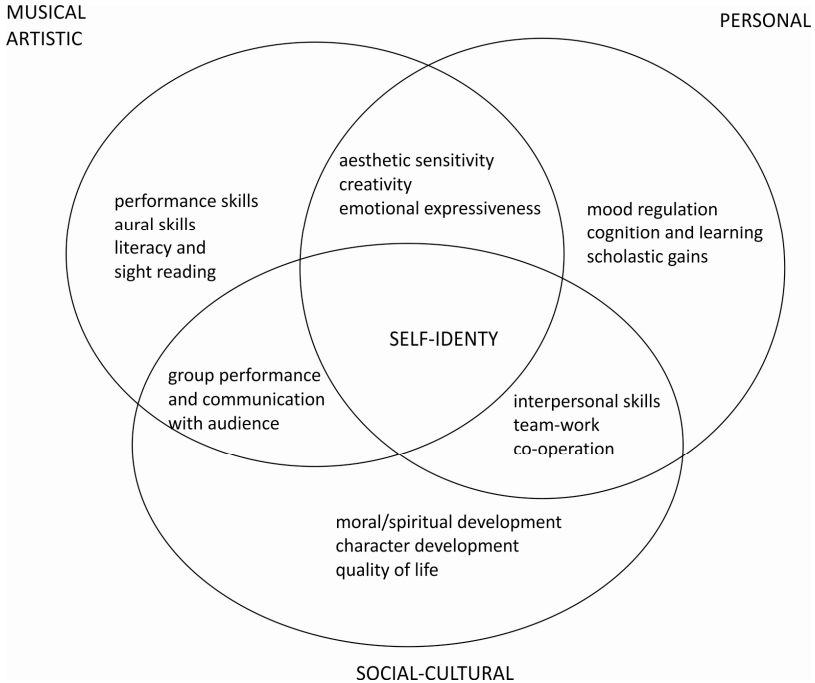 MUSICAL
ARTISTIC
PERSONAL
aesthetic sensitivity
creativity
emotional expressiveness
performance skills
aural skills
literacy and
sight reading
mood regulation
cognition and learning
scholastic gains
SELF-IDENTY
group performance
and communication
with audience
interpersonal skills
team-work
co-operation
moral/spiritual development
character development
quality of life
SOCIAL-CULTURAL